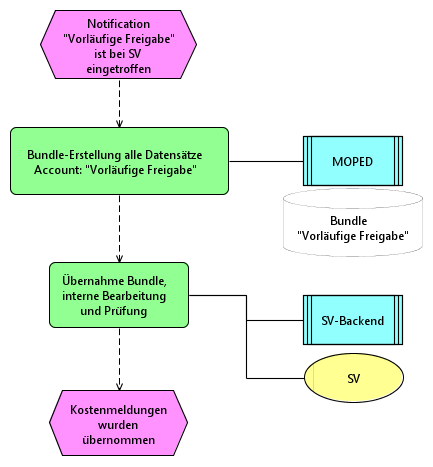 Notification
"Vorläufige Freigabe"
ist bei SV
eingetroffen
Bundle-Erstellung alle Datensätze
Account: "Vorläufige Freigabe"
MOPED
Bundle
"Vorläufige Freigabe"
Übernahme Bundle,
interne Bearbeitung
und Prüfung
SV-Backend
SV
Kostenmeldungen
wurden
übernommen